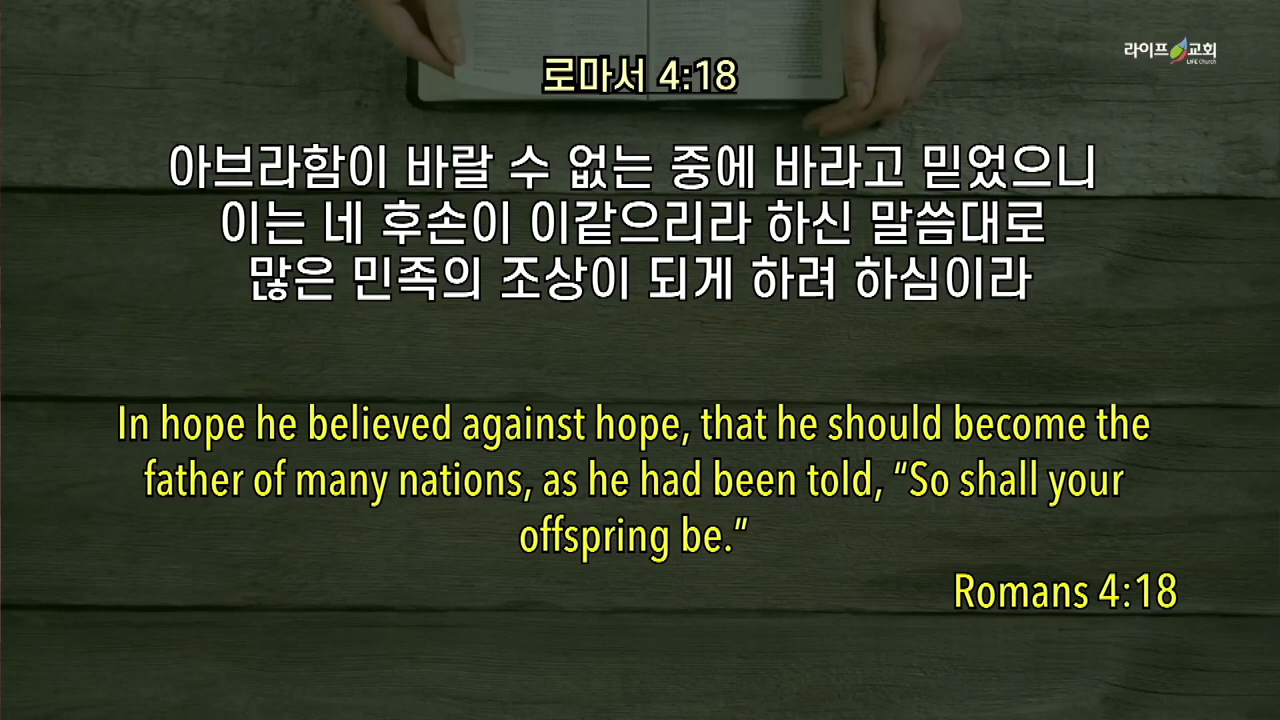 라이프 교회
LIFE Church
로마서 4:18
아브라함이 바랄 수 없는 중에 바라고 믿었으니
이는 네 후손이 이같으리라 하신 말씀대로
많은 민족의 조상이 되게 하려 하심이라
In hope he believed against hope, that he should become the
father of many nations, as he had been told, “So shall your
offspring be.”
Romans 4:18